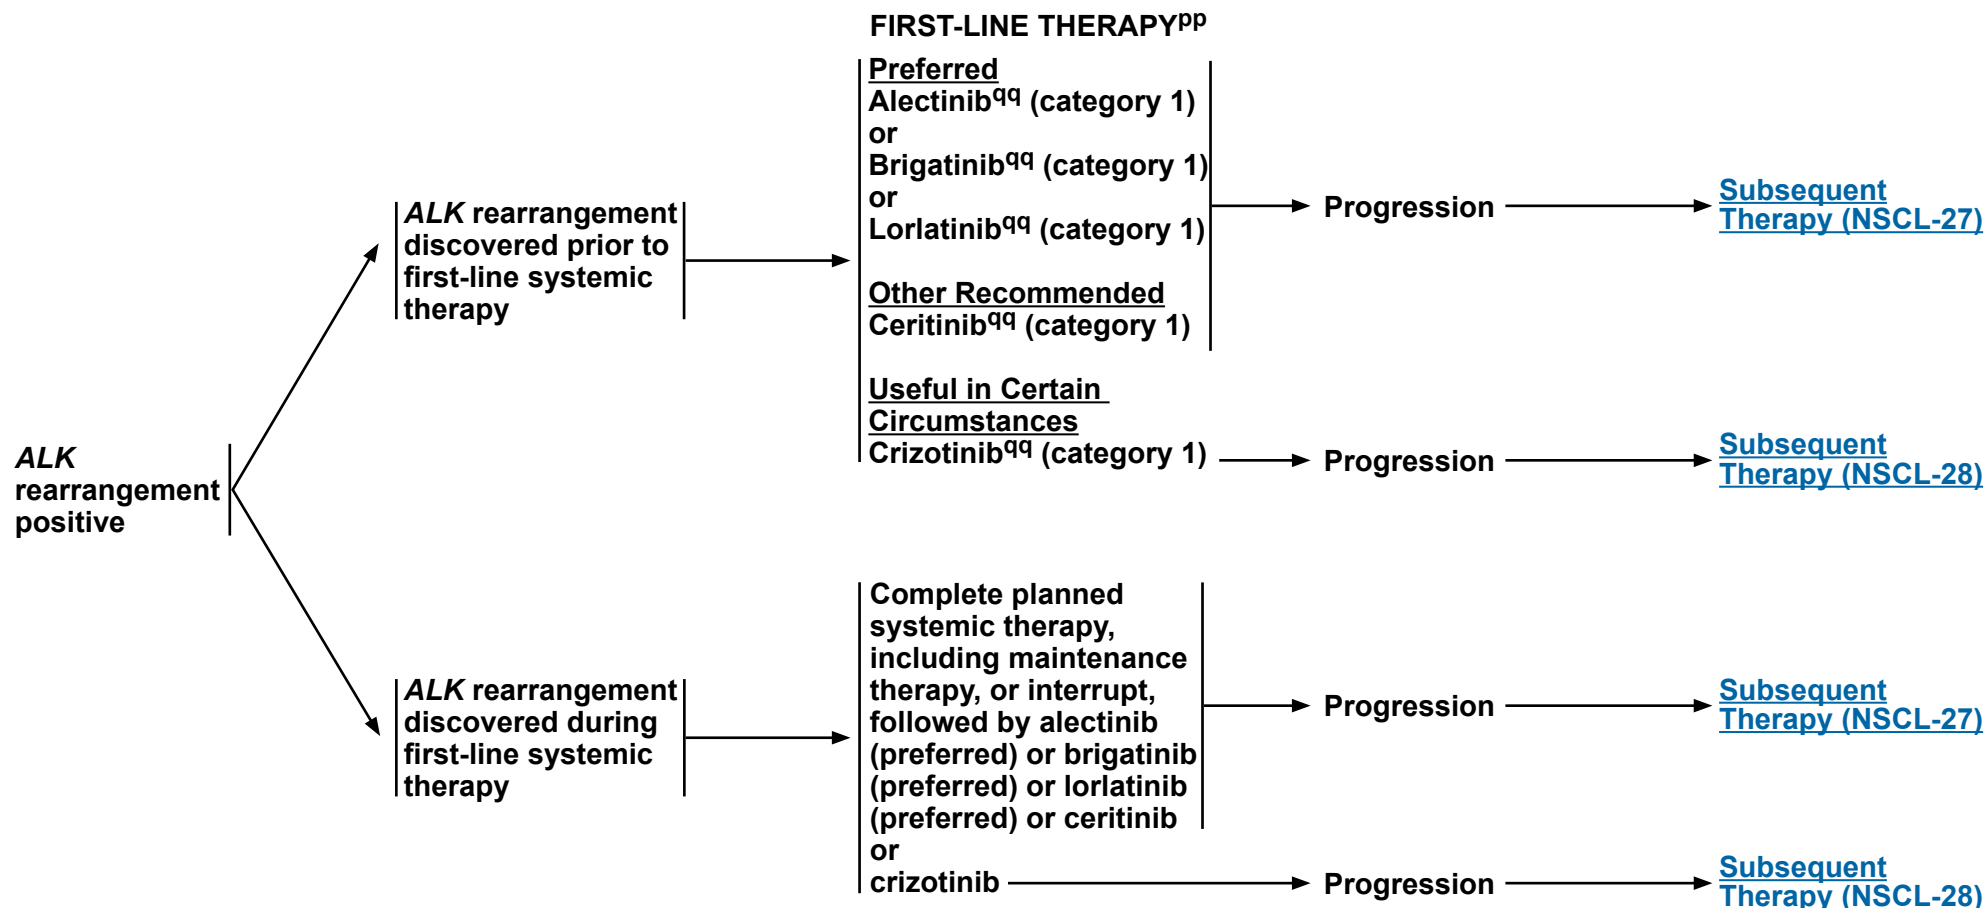 FIRST-LINE THERAPYpp
Preferred
Alectinibqq (category 1)
or
Brigatinibqq (category 1)
or
Lorlatinibqq (category 1)
Other Recommended
Ceritinibqq (category 1)
Useful in Certain
Circumstances
Crizotinibqq (category 1)
Progression
Subsequent
Therapy (NSCL-27)
Progression
Subsequent
Therapy (NSCL-28)
ALK rearrangement
discovered prior to
first-line systemic
therapy
ALK
rearrangement
positive
ALK rearrangement
discovered during
first-line systemic
therapy
Complete planned
systemic therapy,
including maintenance
therapy, or interrupt,
followed by alectinib
(preferred) or brigatinib
(preferred) or lorlatinib
(preferred) or ceritinib
or
crizotinib
Progression
Subsequent
Therapy (NSCL-27)
Progression
Subsequent
Therapy (NSCL-28)